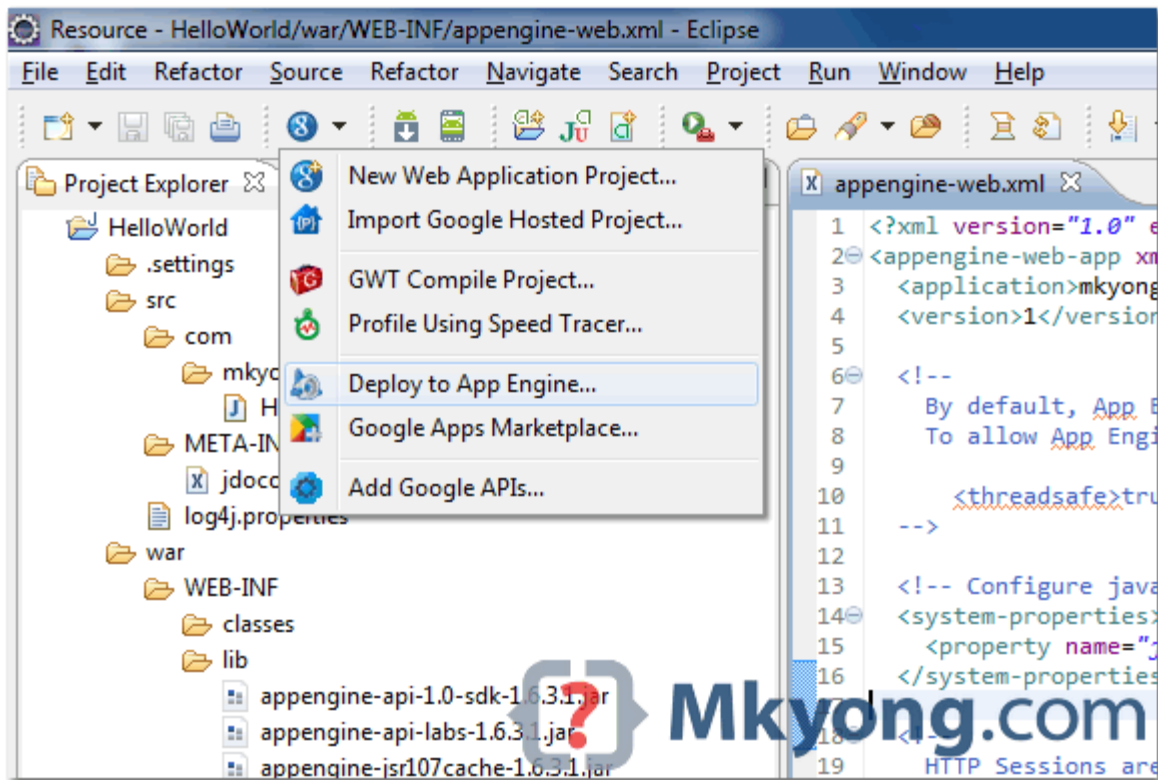 Resource - HelloWorld/war/WEB-INF/appengine-web.xml - Eclipse
File Edit Refactor Source Refactor Navigate Search Project Run Window Help
Project Explorer
HelloWorld
.settings
src
com
mkyo
H
META-IN
jdocc
log4j.properties
war
WEB-INF
classes
lib
appengine-api-1.0-sdk-1.6.3.1.jar
appengine-api-labs-1.6.3.1.jar
appengine-jsr107cache-1.6.3.1.jar
New Web Application Project...
Import Google Hosted Project...
GWT Compile Project...
Profile Using Speed Tracer...
Deploy to App Engine...
Google Apps Marketplace...
Add Google APIs...
appengine-web.xml
1 <?xml version="1.0" e
2 <appengine-web-app xm
3 <application>mkyong
4 <version>1</version
5
6 <!--
7 By default, App E
8 To allow App Engi
9
10 <threadsafe>tru
11 -->
12
13 <!-- Configure java
14 <system-properties>
15 <property name="j
16 </system-properties
17
18 <!--
19 HTTP Sessions are
Mkyong.com